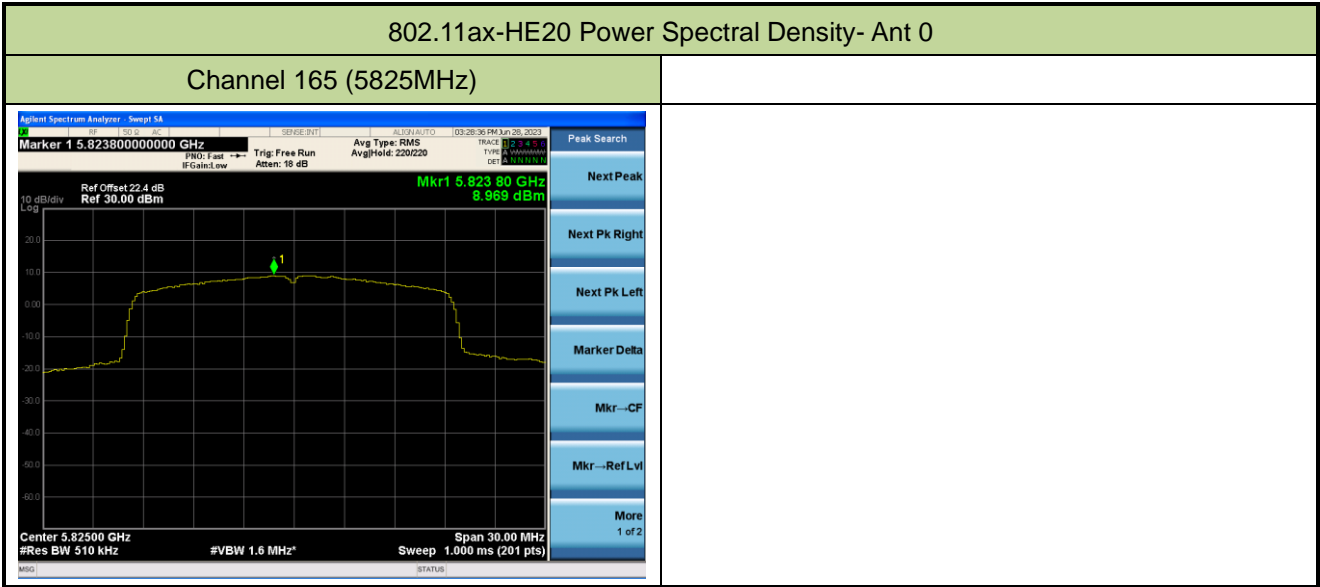 802.11ax-HE20 Power Spectral Density- Ant 0
Channel 165 (5825MHz)
Agilent Spectrum Analyzer - Swept SA
RF 50 Ω AC SENSE:INT ALIGN AUTO 03:28:36 PM Jun 28, 2023
Marker 1 5.823800000000 GHz
PNO: Fast
IFGain:Low
Trig: Free Run
Atten: 18 dB
Avg Type: RMS
Avg|Hold: 220/220
TRACE 1 2 3 4 5 6
TYPE A WWWWW
DET A N N N N N
Peak Search
Mkr1 5.823 80 GHz
8.969 dBm
Ref Offset 22.4 dB
10 dB/div Ref 30.00 dBm
Log
20.0
10.0
0.00
-10.0
-20.0
-30.0
-40.0
-50.0
-60.0
1
Center 5.82500 GHz Span 30.00 MHz
#Res BW 510 kHz #VBW 1.6 MHz* Sweep 1.000 ms (201 pts)
MSG STATUS
Next Peak
Next Pk Right
Next Pk Left
Marker Delta
Mkr→CF
Mkr→Ref Lvl
More
1 of 2